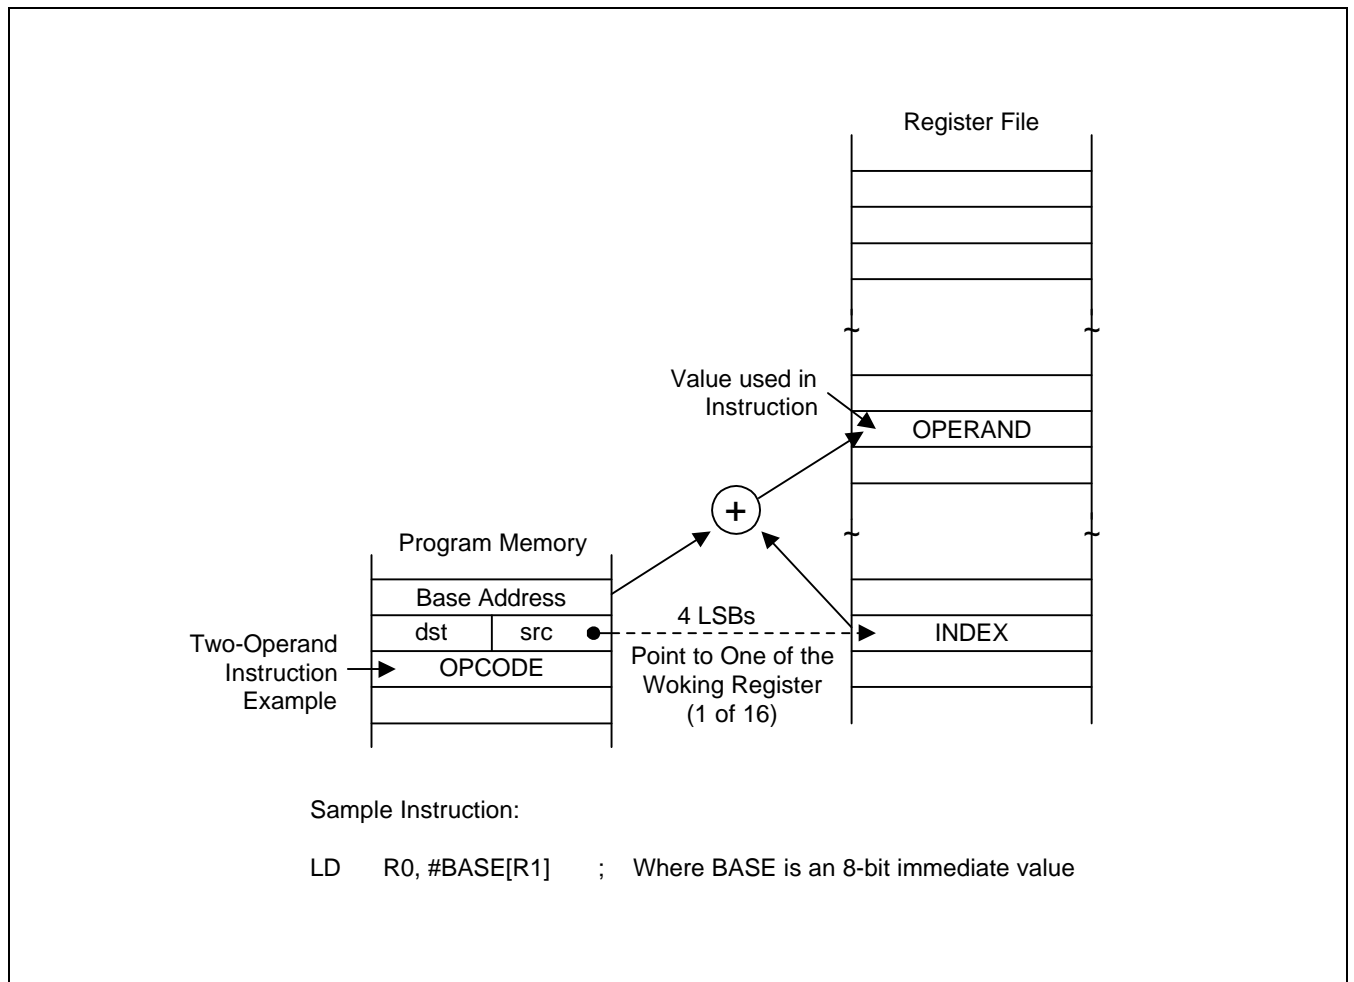 Register File
Value used in
Instruction
OPERAND
+
Program Memory
Base Address
dst src
4 LSBs
INDEX
Two-Operand
Instruction
Example
OPCODE
Point to One of the
Woking Register
(1 of 16)
Sample Instruction:
LD R0, #BASE[R1] ; Where BASE is an 8-bit immediate value